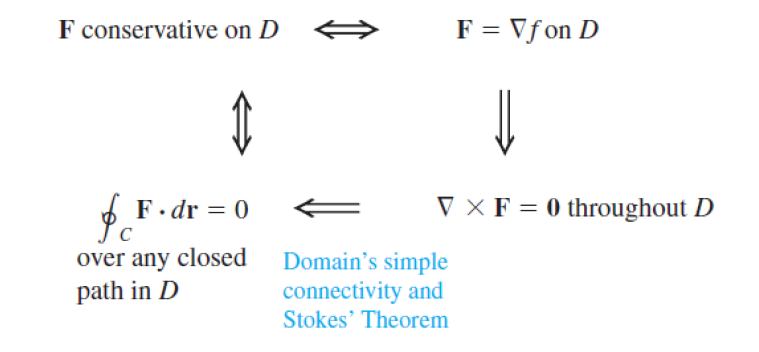 F conservative on D ⟺ F = ∇f on D
⇕ ⇓
∮_C F · dr = 0 ⟸ ∇ × F = 0 throughout D
over any closed
path in D
Domain's simple
connectivity and
Stokes' Theorem